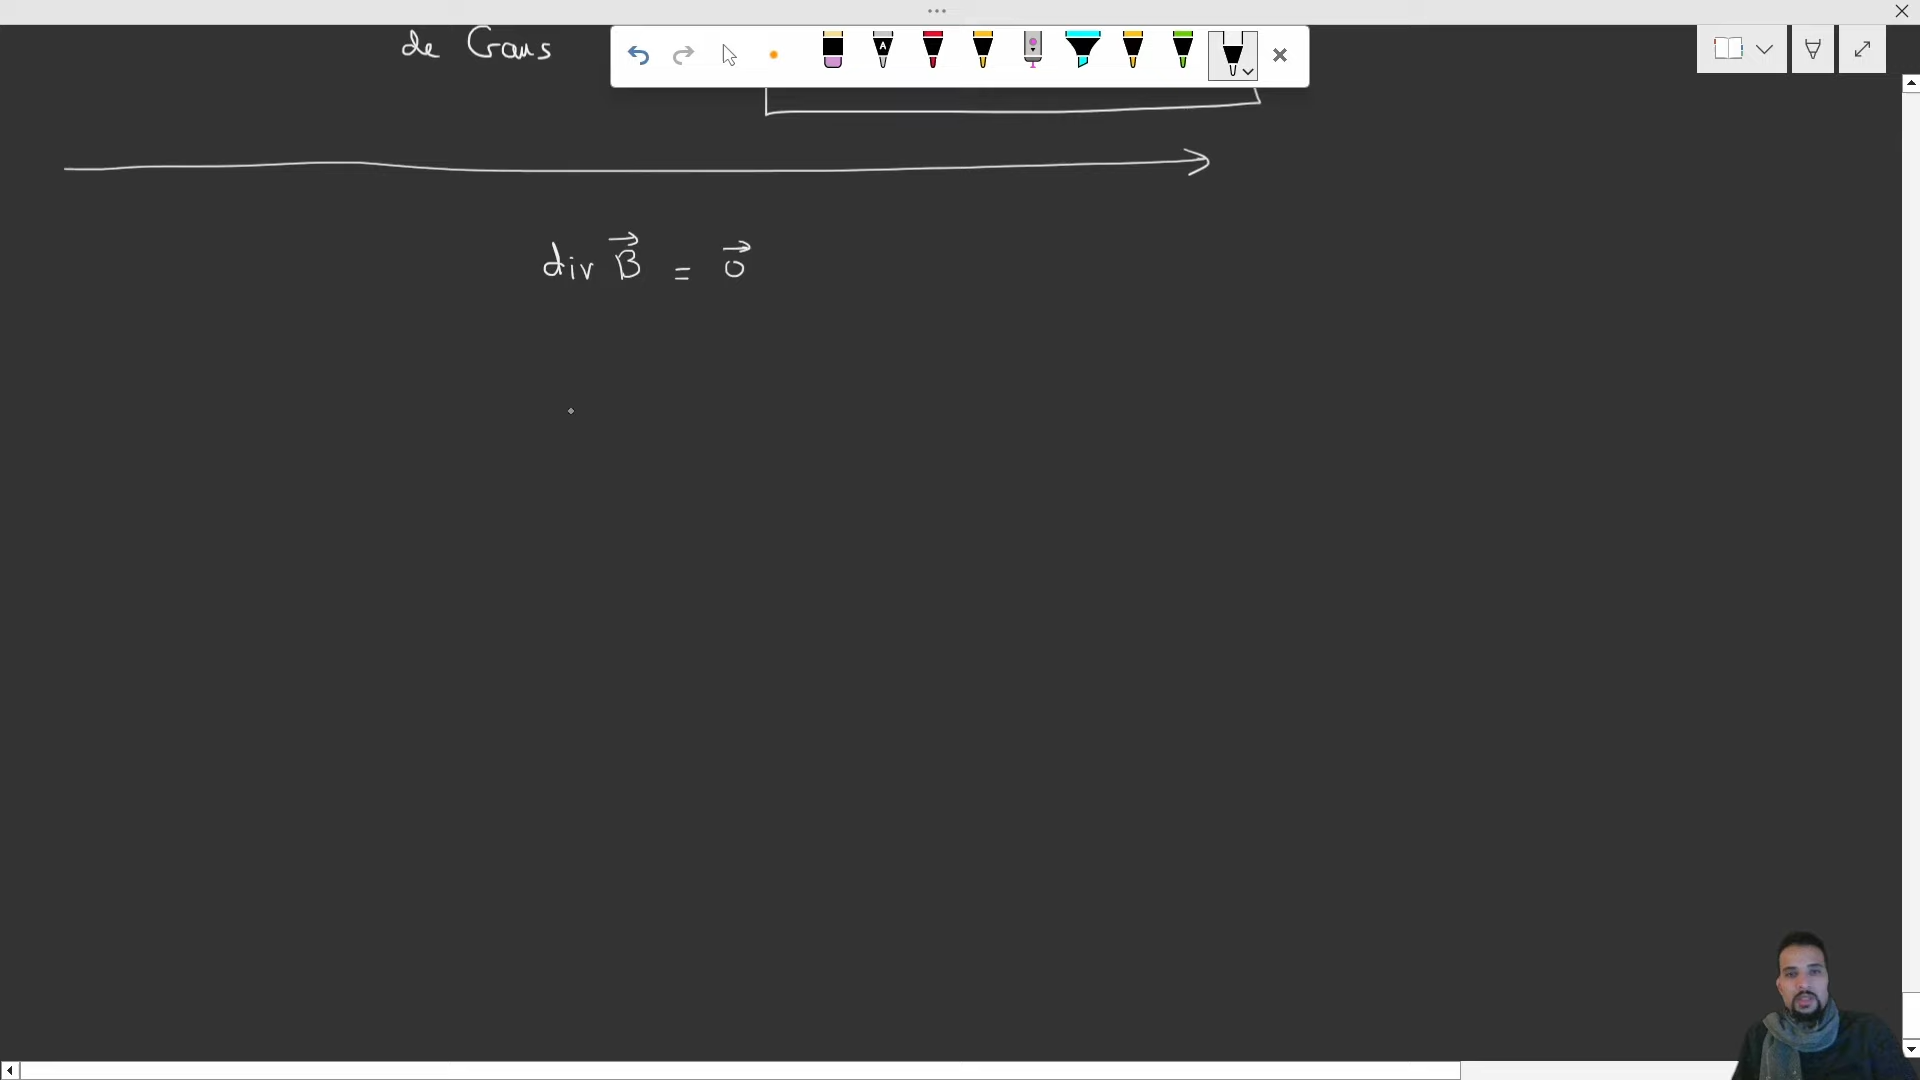 de Gauss
div B⃗ = 0⃗